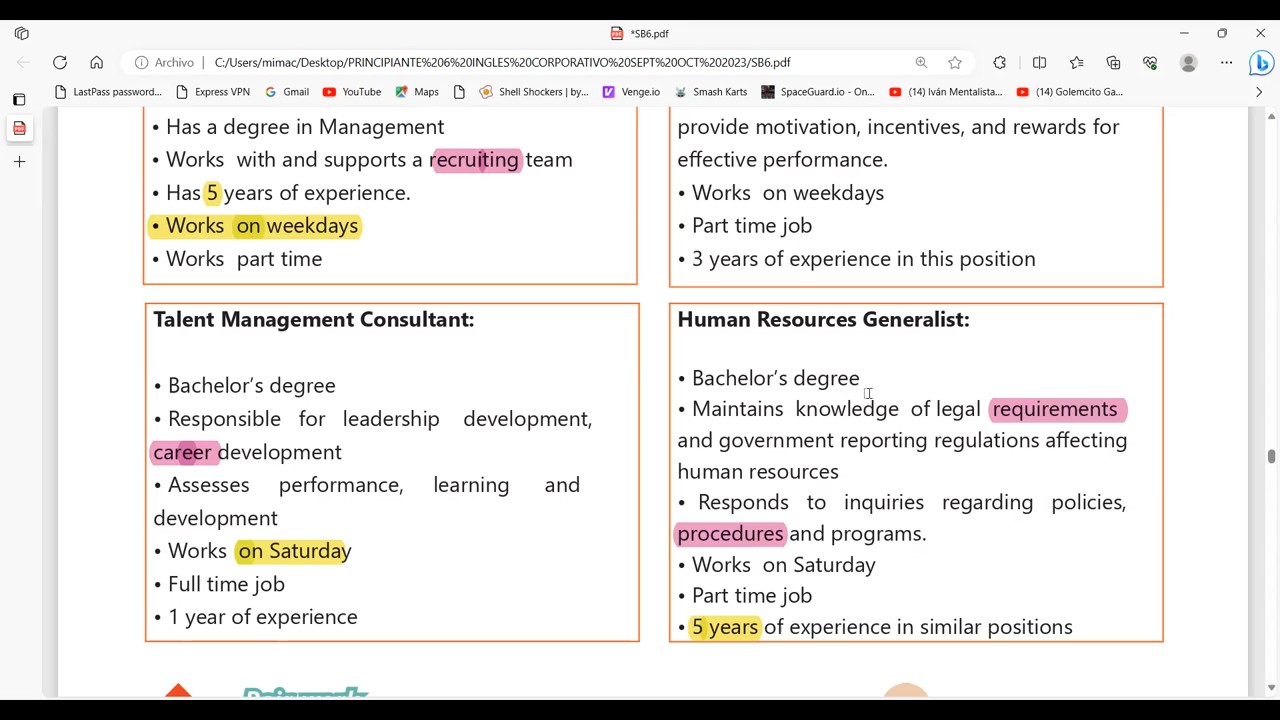 *SB6.pdf
Archivo
C:/Users/mimac/Desktop/PRINCIPIANTE%206%20INGLES%20CORPORATIVO%20SEPT%20OCT%202023/SB6.pdf
LastPass password...
Express VPN
Gmail
YouTube
Maps
Shell Shockers | by...
Venge.io
Smash Karts
SpaceGuard.io - On...
(14) Iván Mentalista...
(14) Golemcito Ga...
• Has a degree in Management
• Works with and supports a recruiting team
• Has 5 years of experience.
• Works on weekdays
• Works part time
provide motivation, incentives, and rewards for
effective performance.
• Works on weekdays
• Part time job
• 3 years of experience in this position
Talent Management Consultant:
• Bachelor’s degree
• Responsible for leadership development,
career development
• Assesses performance, learning and
development
• Works on Saturday
• Full time job
• 1 year of experience
Human Resources Generalist:
• Bachelor’s degree
• Maintains knowledge of legal requirements
and government reporting regulations affecting
human resources
• Responds to inquiries regarding policies,
procedures and programs.
• Works on Saturday
• Part time job
• 5 years of experience in similar positions